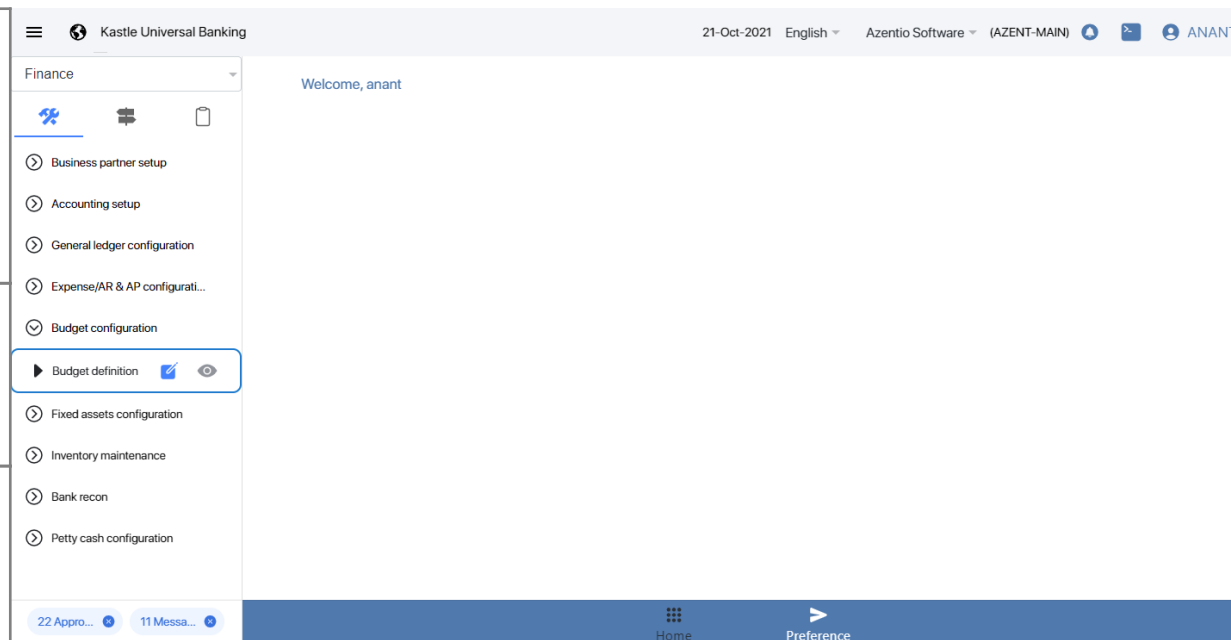 Kastle Universal Banking
21-Oct-2021 English Azentio Software (AZENT-MAIN) ANANT
Finance
Welcome, anant
Business partner setup
Accounting setup
General ledger configuration
Expense/AR & AP configurati...
Budget configuration
Budget definition
Fixed assets configuration
Inventory maintenance
Bank recon
Petty cash configuration
22 Appro... 11 Messa...
Home Preference